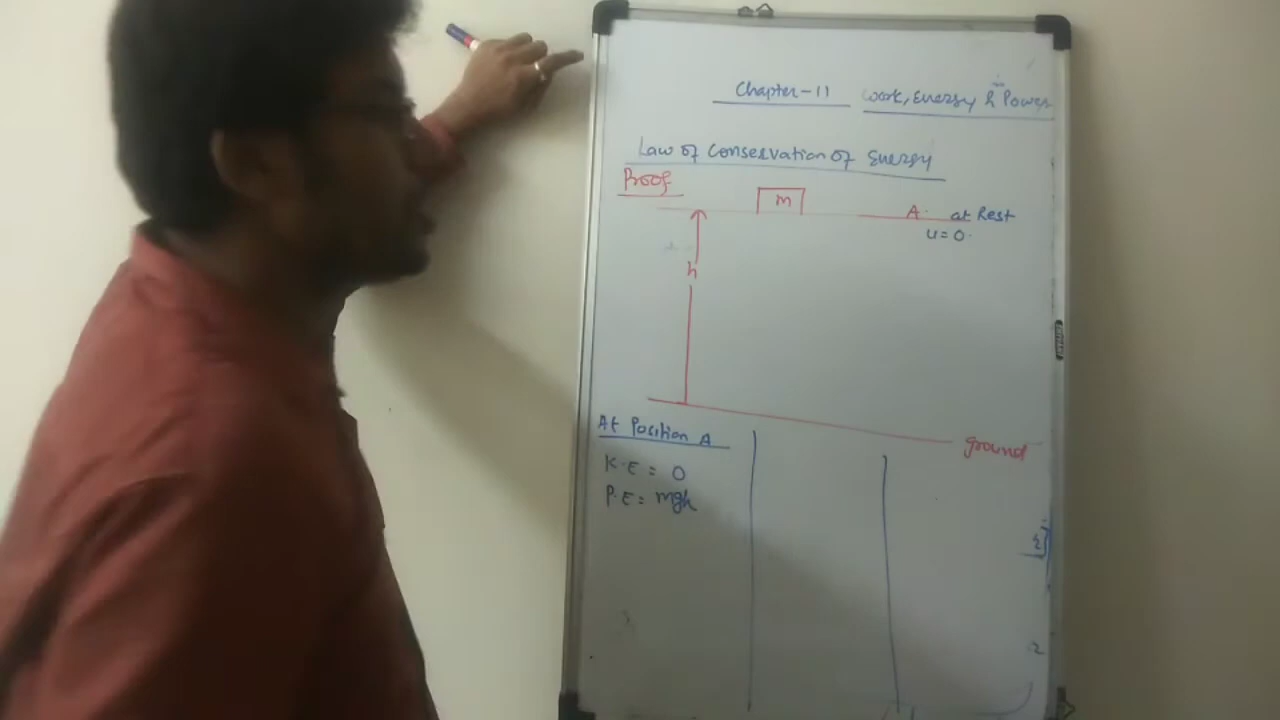 Chapter-11 Work, Energy & Power
Law of Conservation of Energy
Proof
m
A. at Rest
u=0.
h
ground
At Position A
K.E = 0
P.E = mgh
2